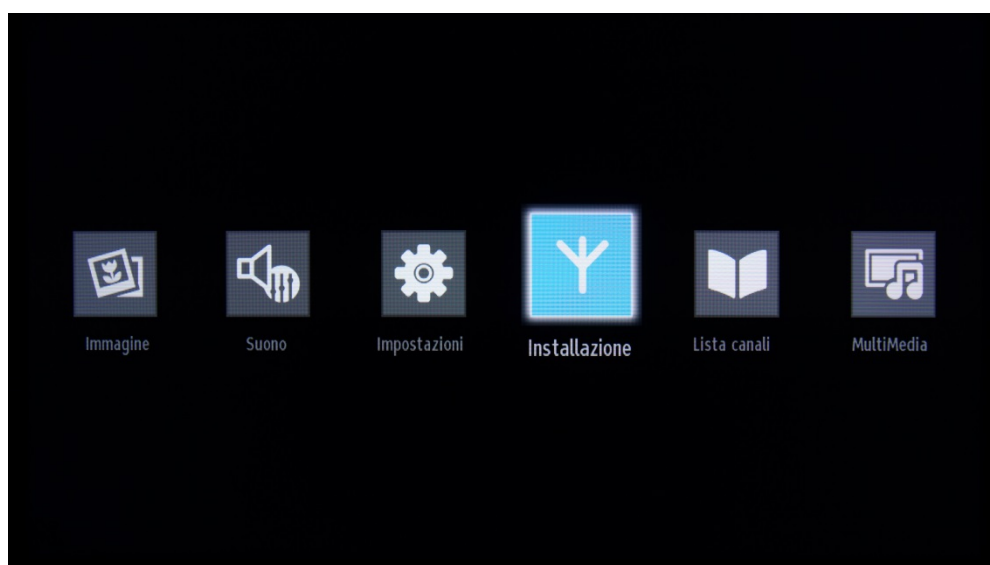 Immagine
Suono
Impostazioni
Installazione
Lista canali
MultiMedia